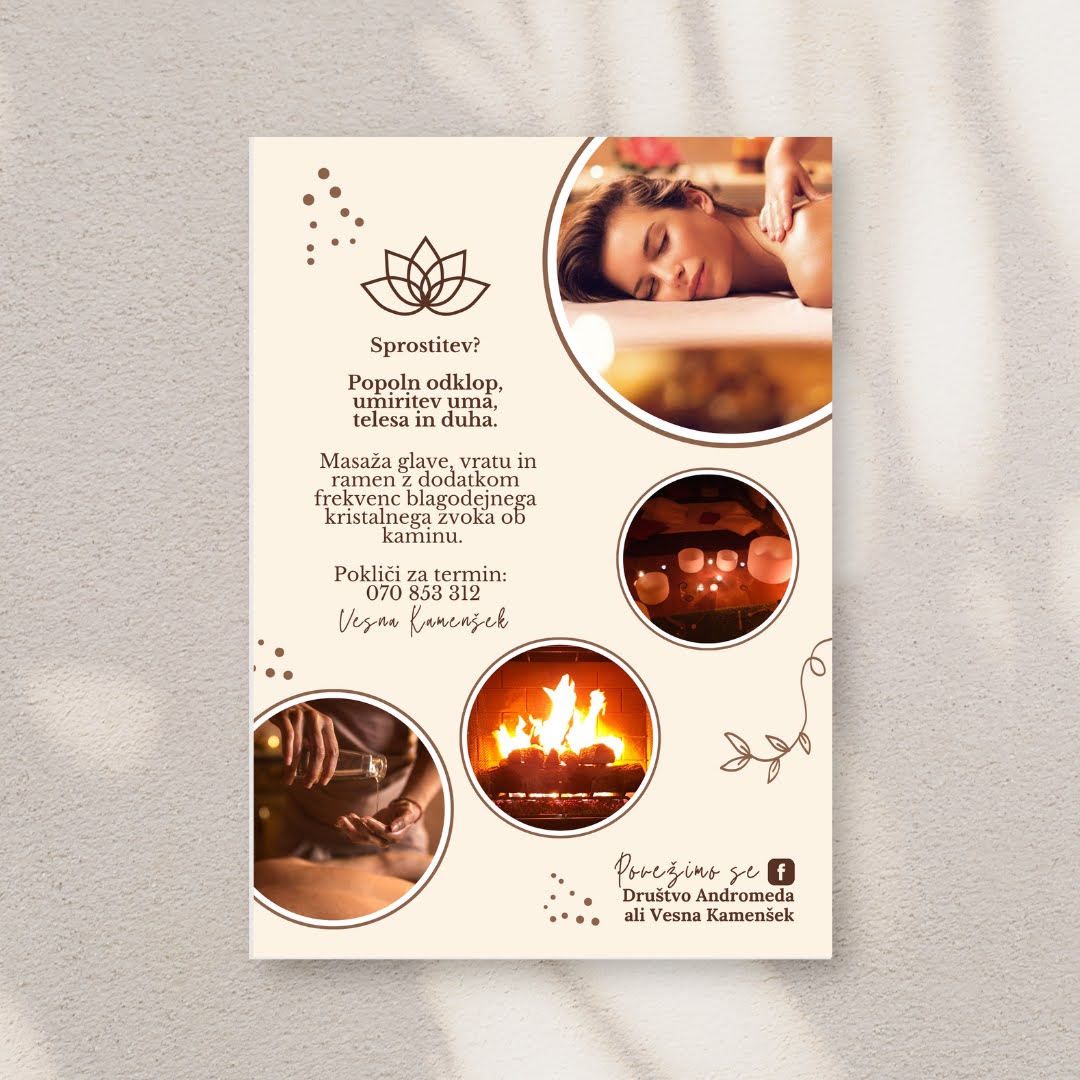 Sprostitev?
Popoln odklop,
umiritev uma,
telesa in duha.
Masaža glave, vratu in
ramen z dodatkom
frekvenc blagodejnega
kristalnega zvoka ob
kaminu.
Pokliči za termin:
070 853 312
Vesna Kamenšek
Povežimo se f
Društvo Andromeda
ali Vesna Kamenšek